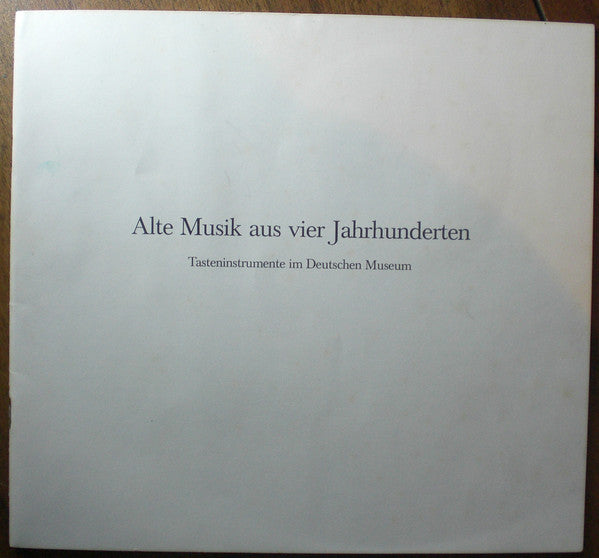 Alte Musik aus vier Jahrhunderten
Tasteninstrumente im Deutschen Museum